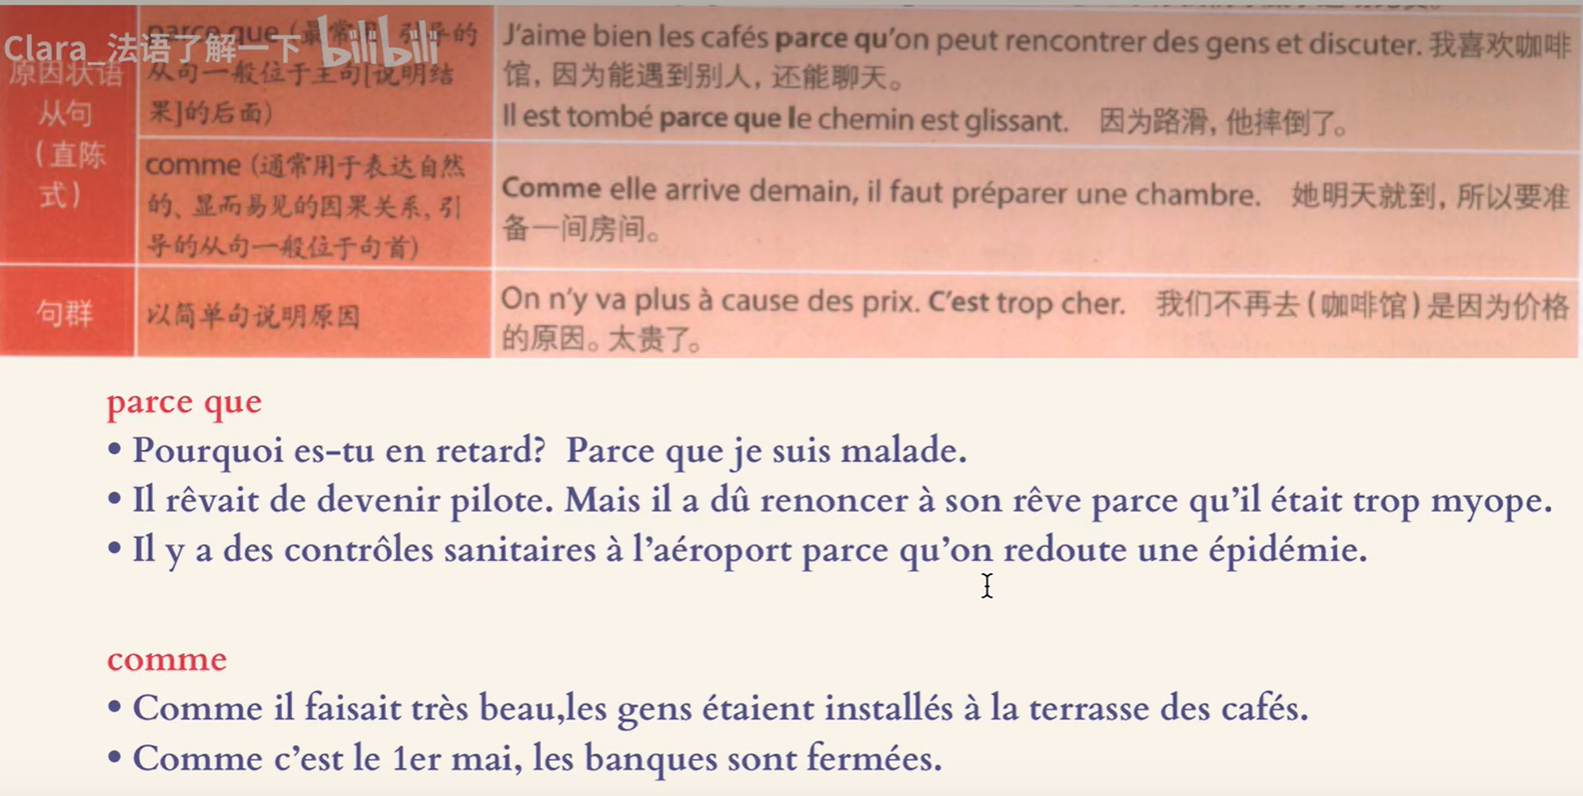 Clara_法语了解一下 bilibili
原因状语
从句
(直陈
式)
parce que (最常用, 引导的
从句一般位于主句[说明结
果]的后面)
J'aime bien les cafés parce qu'on peut rencontrer des gens et discuter. 我喜欢咖啡
馆, 因为能遇到别人, 还能聊天。
Il est tombé parce que le chemin est glissant. 因为路滑, 他摔倒了。
comme (通常用于表达自然
的、显而易见的因果关系, 引
导的从句一般位于句首)
Comme elle arrive demain, il faut préparer une chambre. 她明天就到, 所以要准
备一间房间。
句群
以简单句说明原因
On n'y va plus à cause des prix. C'est trop cher. 我们不再去 (咖啡馆) 是因为价格
的原因。太贵了。
parce que
• Pourquoi es-tu en retard? Parce que je suis malade.
• Il rêvait de devenir pilote. Mais il a dû renoncer à son rêve parce qu'il était trop myope.
• Il y a des contrôles sanitaires à l'aéroport parce qu'on redoute une épidémie.
comme
• Comme il faisait très beau,les gens étaient installés à la terrasse des cafés.
• Comme c'est le 1er mai, les banques sont fermées.